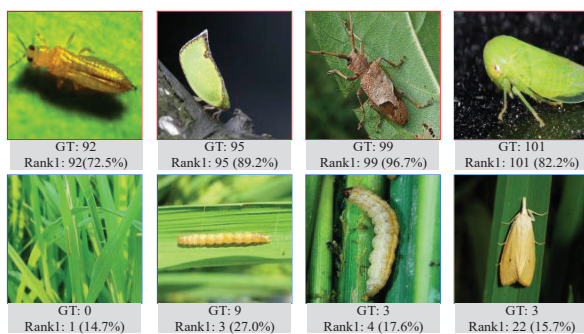 GT: 92
Rank1: 92(72.5%)
GT: 95
Rank1: 95 (89.2%)
GT: 99
Rank1: 99 (96.7%)
GT: 101
Rank1: 101 (82.2%)
GT: 0
Rank1: 1 (14.7%)
GT: 9
Rank1: 3 (27.0%)
GT: 3
Rank1: 4 (17.6%)
GT: 3
Rank1: 22 (15.7%)